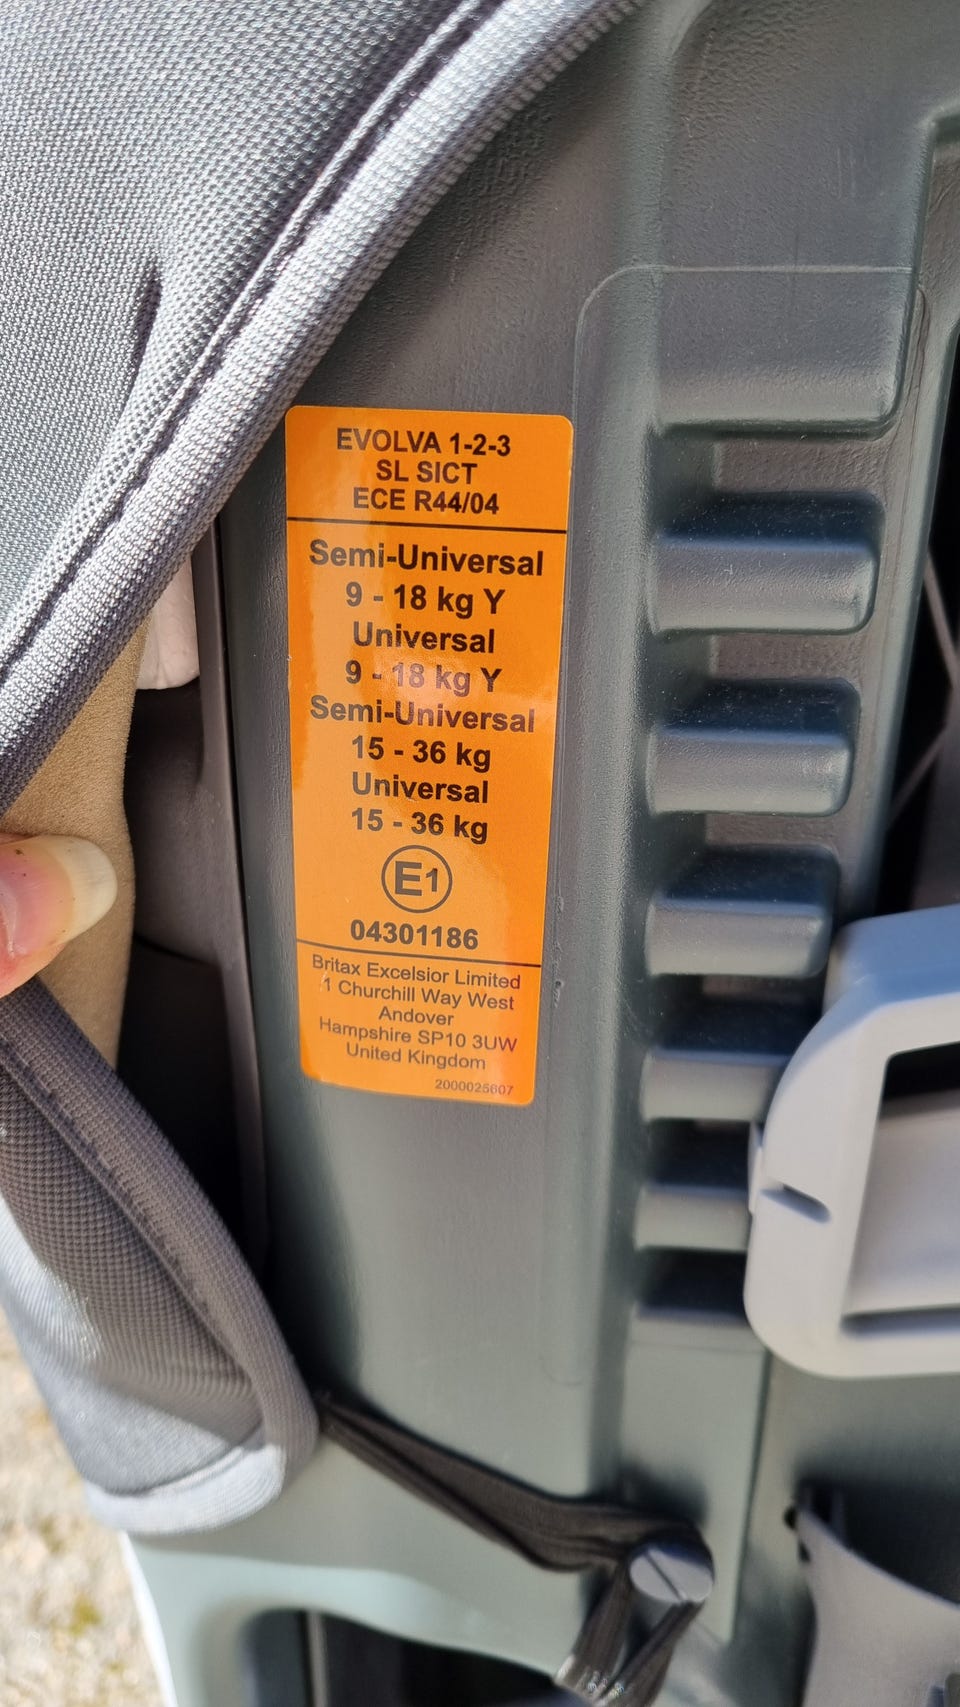 EVOLVA 1-2-3
SL SICT
ECE R44/04
Semi-Universal
9 - 18 kg Y
Universal
9 - 18 kg Y
Semi-Universal
15 - 36 kg
Universal
15 - 36 kg
E1
04301186
Britax Excelsior Limited
1 Churchill Way West
Andover
Hampshire SP10 3UW
United Kingdom
2000025607